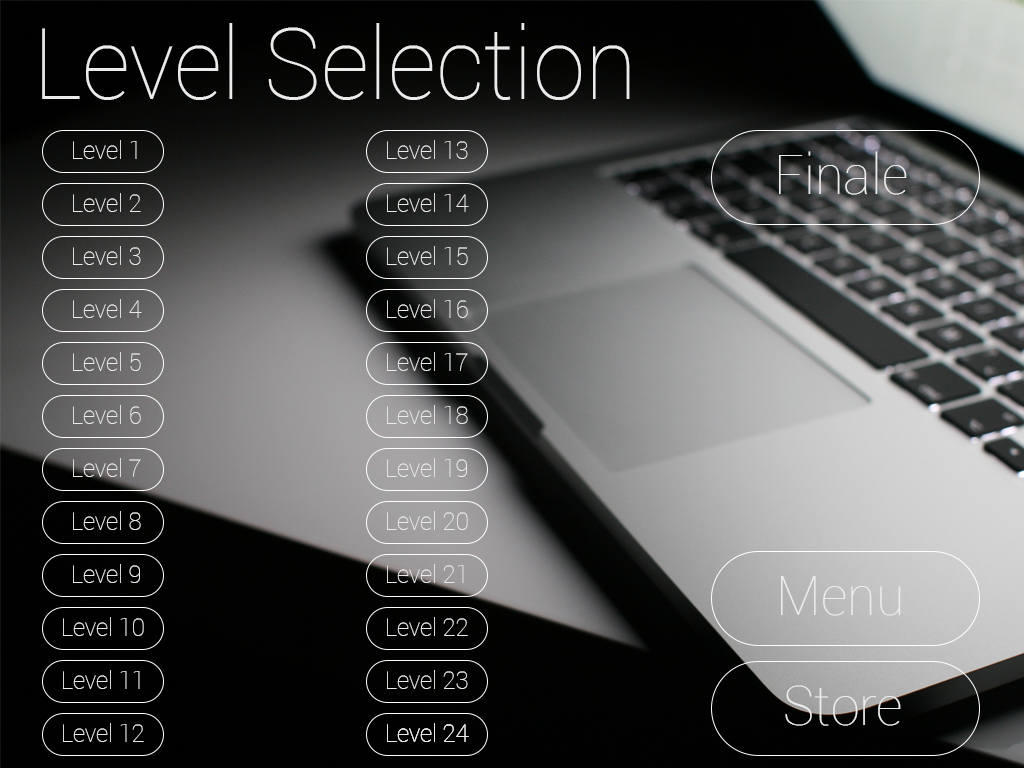 Level Selection
Level 1
Level 2
Level 3
Level 4
Level 5
Level 6
Level 7
Level 8
Level 9
Level 10
Level 11
Level 12
Level 13
Level 14
Level 15
Level 16
Level 17
Level 18
Level 19
Level 20
Level 21
Level 22
Level 23
Level 24
Finale
Menu
Store